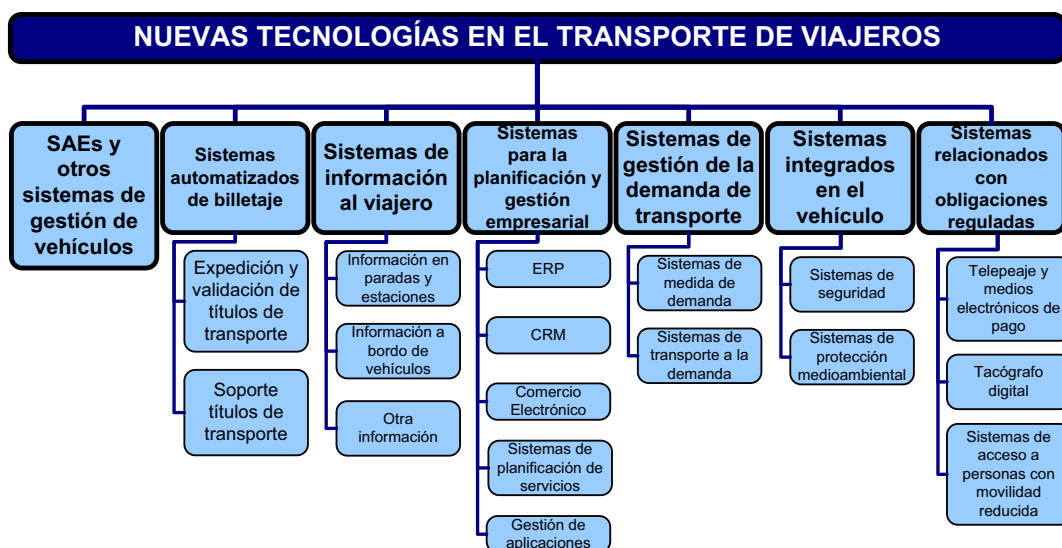 NUEVAS TECNOLOGÍAS EN EL TRANSPORTE DE VIAJEROS
SAEs y
otros
sistemas de
gestión de
vehículos
Sistemas
automatizados
de billetaje
Expedición y
validación de
títulos de
transporte
Soporte
títulos de
transporte
Sistemas de
información
al viajero
Información en
paradas y
estaciones
Información a
bordo de
vehículos
Otra
información
Sistemas
para la
planificación y
gestión
empresarial
ERP
CRM
Comercio
Electrónico
Sistemas de
planificación de
servicios
Gestión de
aplicaciones
Sistemas de
gestión de la
demanda de
transporte
Sistemas de
medida de
demanda
Sistemas de
transporte a la
demanda
Sistemas
integrados
en el
vehículo
Sistemas de
seguridad
Sistemas de
protección
medioambiental
Sistemas
relacionados
con
obligaciones
reguladas
Telepeaje y
medios
electrónicos de
pago
Tacógrafo
digital
Sistemas de
acceso a
personas con
movilidad
reducida